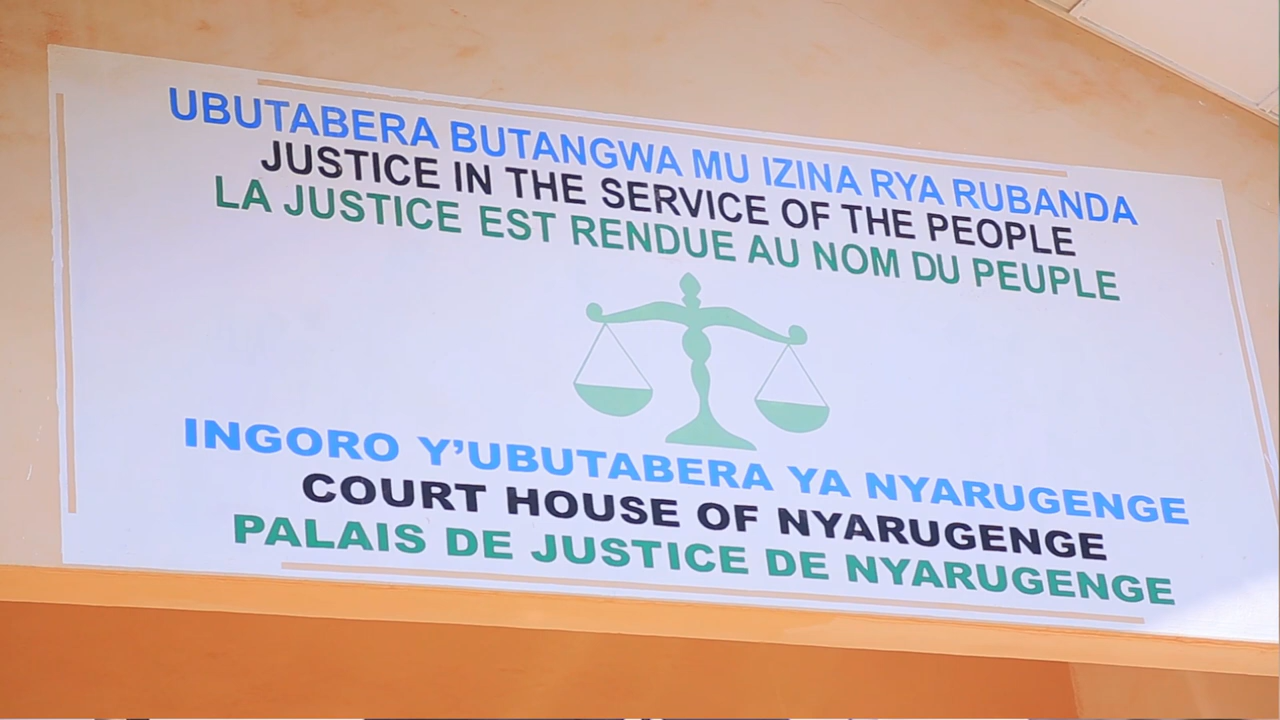 UBUTABERA BUTANGWA MU IZINA RYA RUBANDA
JUSTICE IN THE SERVICE OF THE PEOPLE
LA JUSTICE EST RENDUE AU NOM DU PEUPLE
INGORO Y'UBUTABERA YA NYARUGENGE
COURT HOUSE OF NYARUGENGE
PALAIS DE JUSTICE DE NYARUGENGE